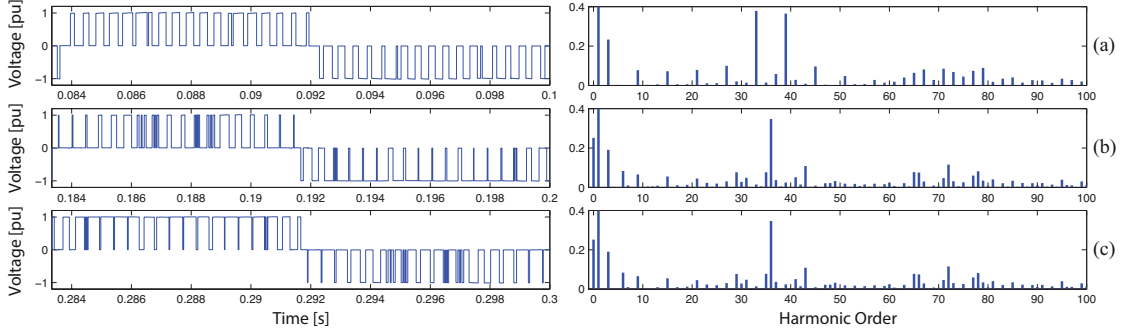 Voltage [pu]
1
0
−1
0.084 0.086 0.088 0.09 0.092 0.094 0.096 0.098 0.1
0.4
0.2
0
0 10 20 30 40 50 60 70 80 90 100
(a)
Voltage [pu]
1
0
−1
0.184 0.186 0.188 0.19 0.192 0.194 0.196 0.198 0.2
0.4
0.2
0
0 10 20 30 40 50 60 70 80 90 100
(b)
Voltage [pu]
1
0
−1
0.284 0.286 0.288 0.29 0.292 0.294 0.296 0.298 0.3
0.4
0.2
0
0 10 20 30 40 50 60 70 80 90 100
(c)
Time [s]
Harmonic Order